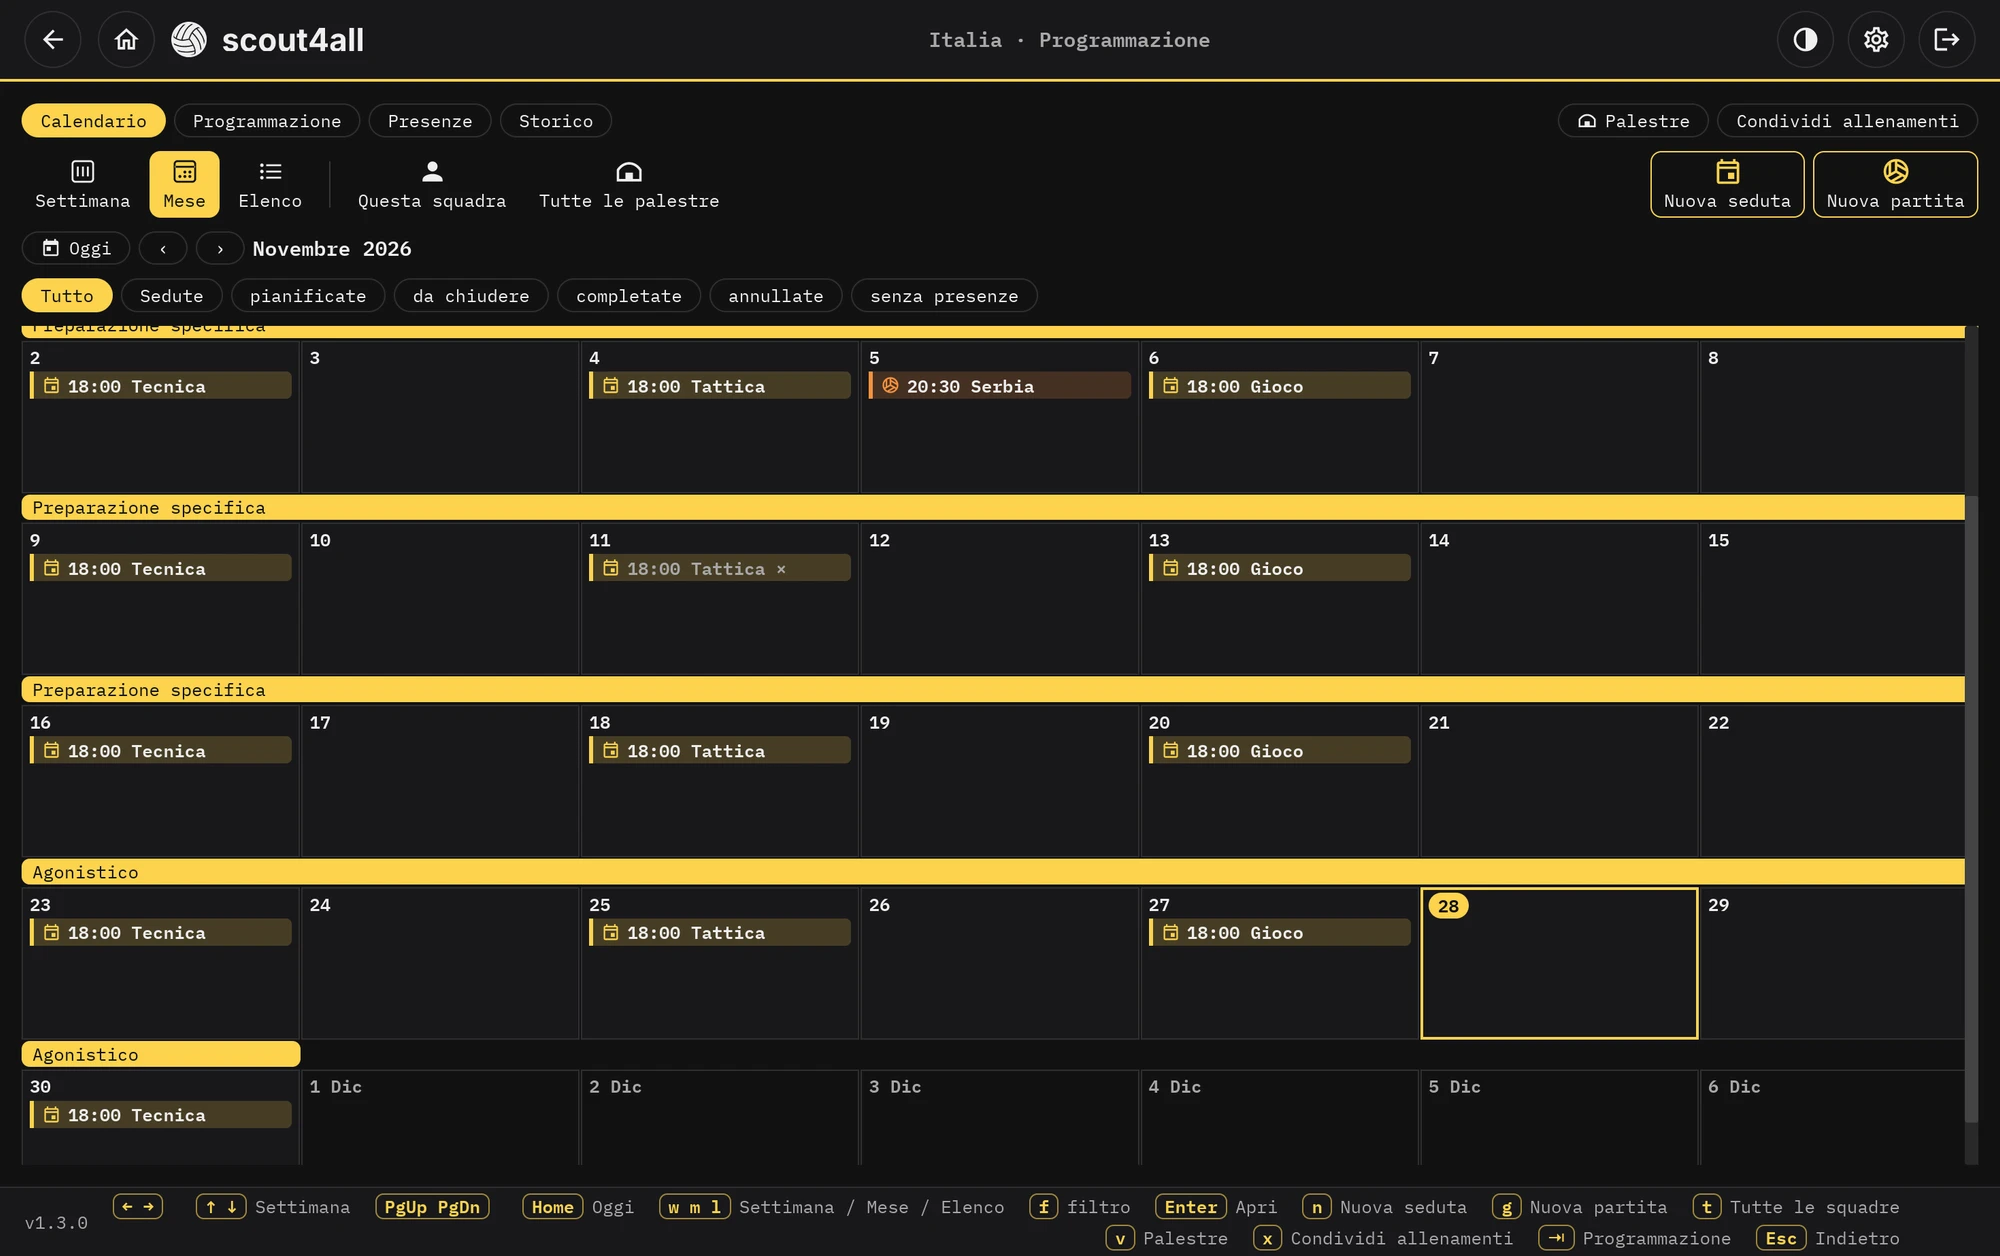 scout4all
Italia · Programmazione
Calendario Programmazione Presenze Storico Palestre Condividi allenamenti
Settimana Mese Elenco Questa squadra Tutte le palestre Nuova seduta Nuova partita
Oggi ‹ › Novembre 2026
Tutto Sedute pianificate da chiudere completate annullate senza presenze
Preparazione specifica
2 3 4 5 6 7 8
18:00 Tecnica 18:00 Tattica 20:30 Serbia 18:00 Gioco
Preparazione specifica
9 10 11 12 13 14 15
18:00 Tecnica 18:00 Tattica × 18:00 Gioco
Preparazione specifica
16 17 18 19 20 21 22
18:00 Tecnica 18:00 Tattica 18:00 Gioco
Agonistico
23 24 25 26 27 28 29
18:00 Tecnica 18:00 Tattica 18:00 Gioco
Agonistico
30 1 Dic 2 Dic 3 Dic 4 Dic 5 Dic 6 Dic
18:00 Tecnica
← → ↑ ↓ Settimana PgUp PgDn Home Oggi w m l Settimana / Mese / Elenco f filtro Enter Apri n Nuova seduta g Nuova partita t Tutte le squadre
v1.3.0 v Palestre x Condividi allenamenti ⇥ Programmazione Esc Indietro